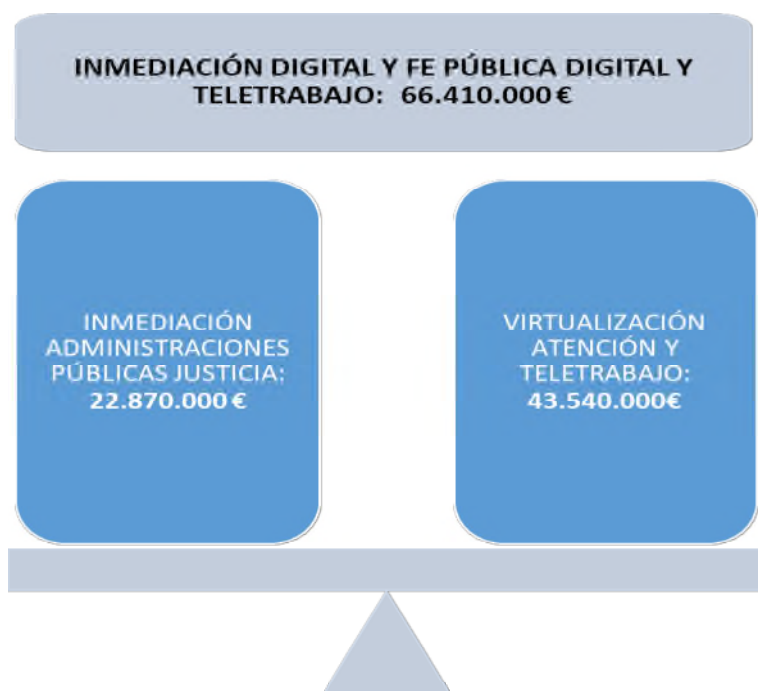 INMEDIACIÓN DIGITAL Y FE PÚBLICA DIGITAL Y
TELETRABAJO: 66.410.000 €
INMEDIACIÓN
ADMINISTRACIONES
PÚBLICAS JUSTICIA:
22.870.000 €
VIRTUALIZACIÓN
ATENCIÓN Y
TELETRABAJO:
43.540.000€